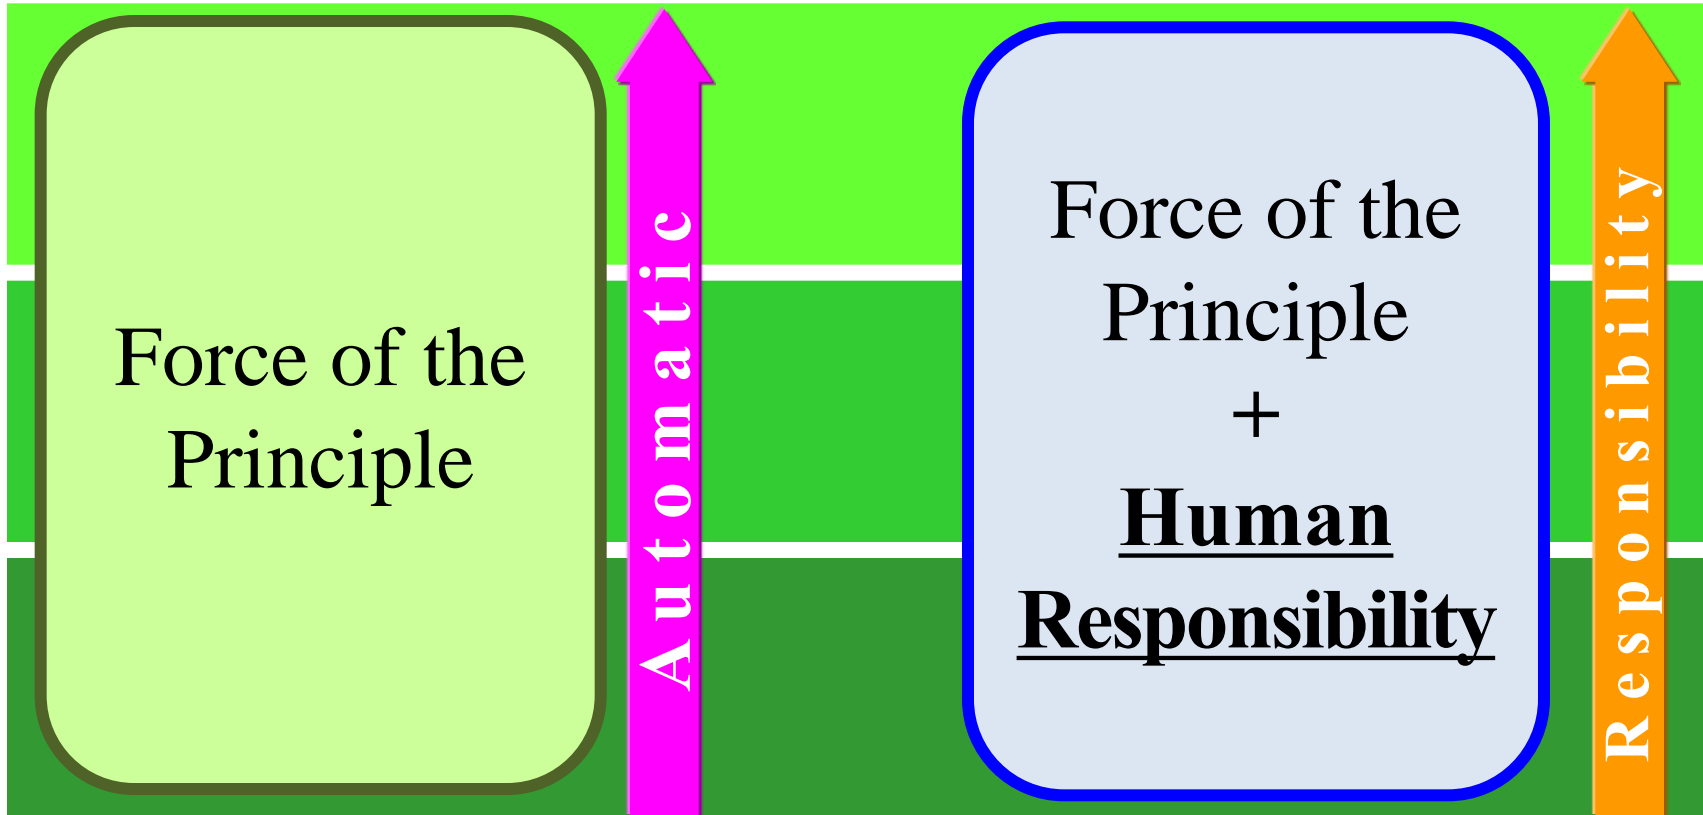 Force of the
Principle
Automatic
Force of the
Principle
+
Human
Responsibility
Responsibility